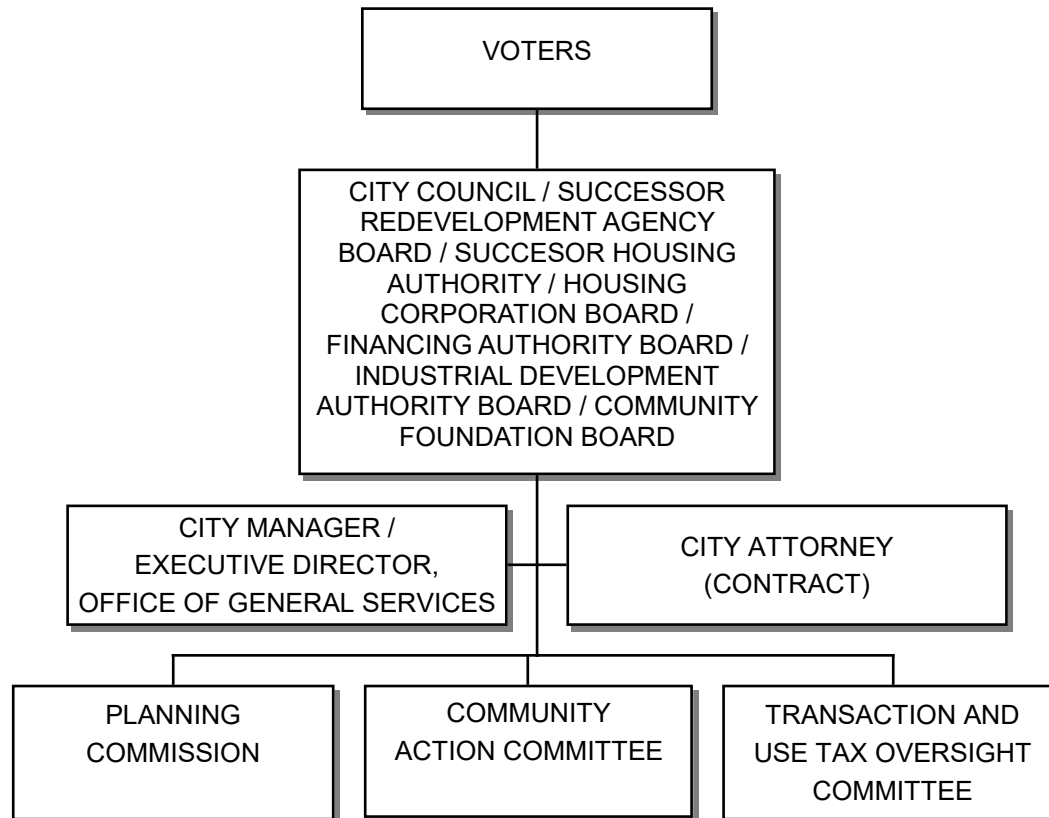 VOTERS
CITY COUNCIL / SUCCESSOR
REDEVELOPMENT AGENCY
BOARD / SUCCESOR HOUSING
AUTHORITY / HOUSING
CORPORATION BOARD /
FINANCING AUTHORITY BOARD /
INDUSTRIAL DEVELOPMENT
AUTHORITY BOARD / COMMUNITY
FOUNDATION BOARD
CITY MANAGER /
EXECUTIVE DIRECTOR,
OFFICE OF GENERAL SERVICES
CITY ATTORNEY
(CONTRACT)
PLANNING
COMMISSION
COMMUNITY
ACTION COMMITTEE
TRANSACTION AND
USE TAX OVERSIGHT
COMMITTEE